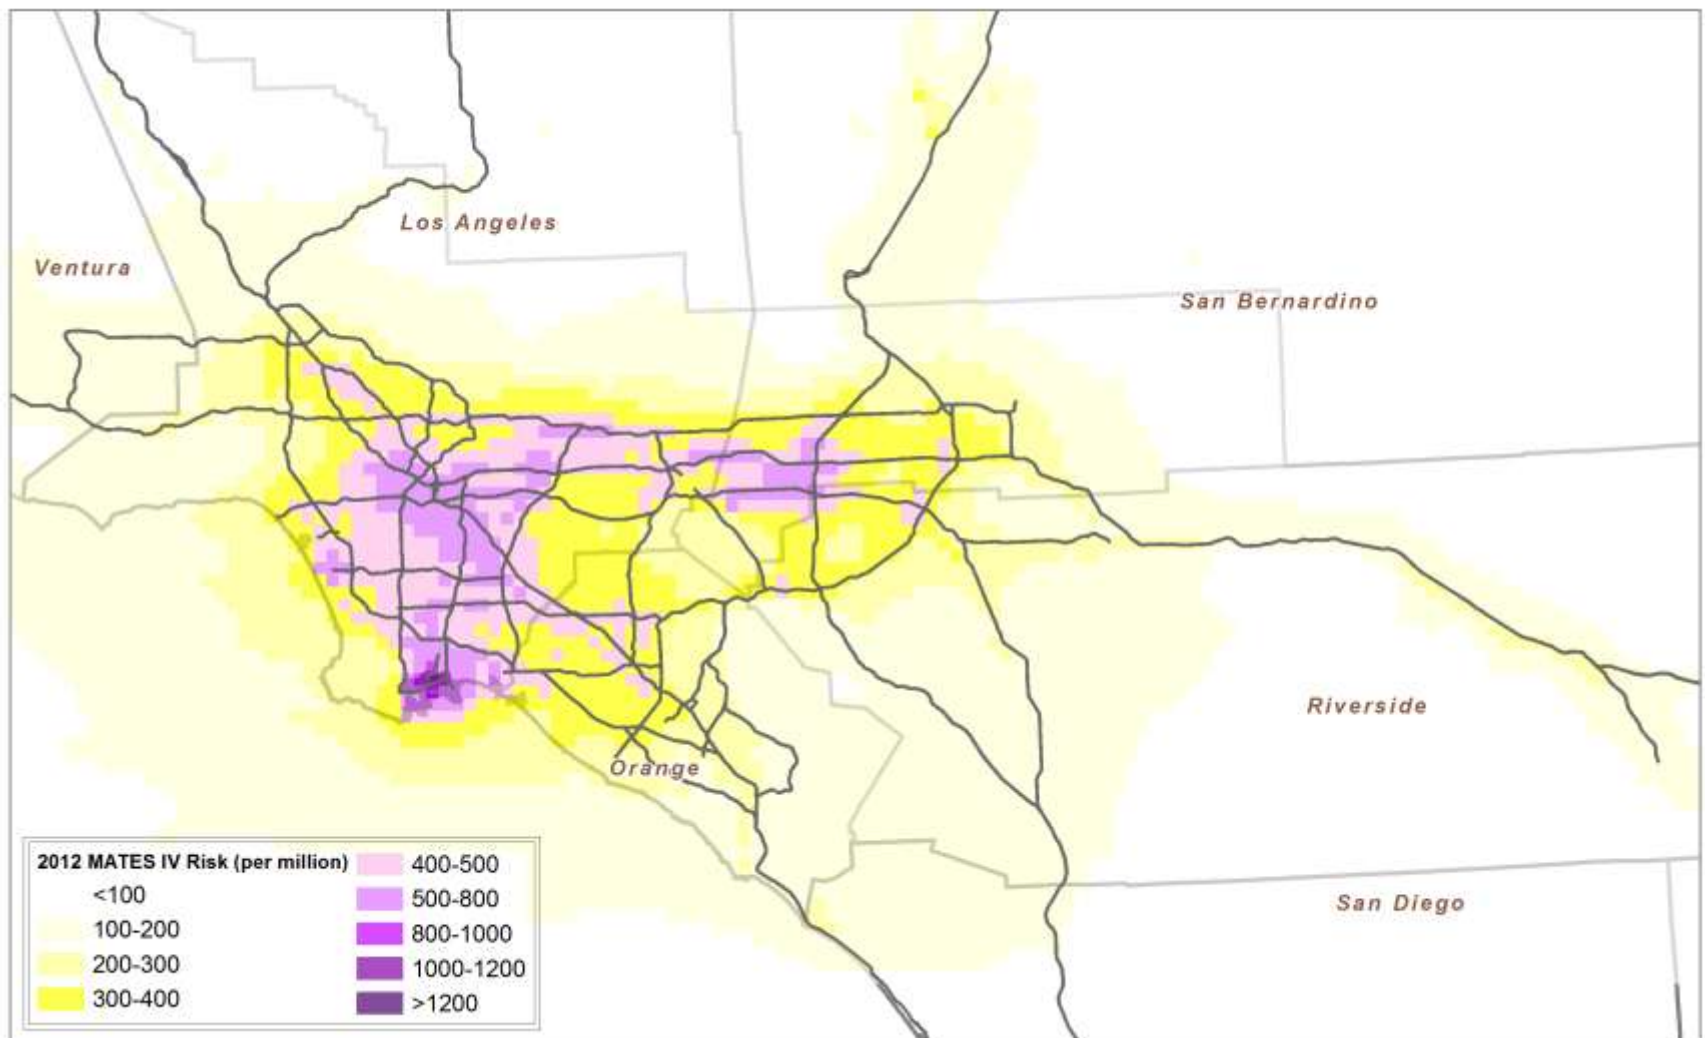 Los Angeles
Ventura
San Bernardino
Riverside
Orange
San Diego
2012 MATES IV Risk (per million)
<100
100-200
200-300
300-400
400-500
500-800
800-1000
1000-1200
>1200